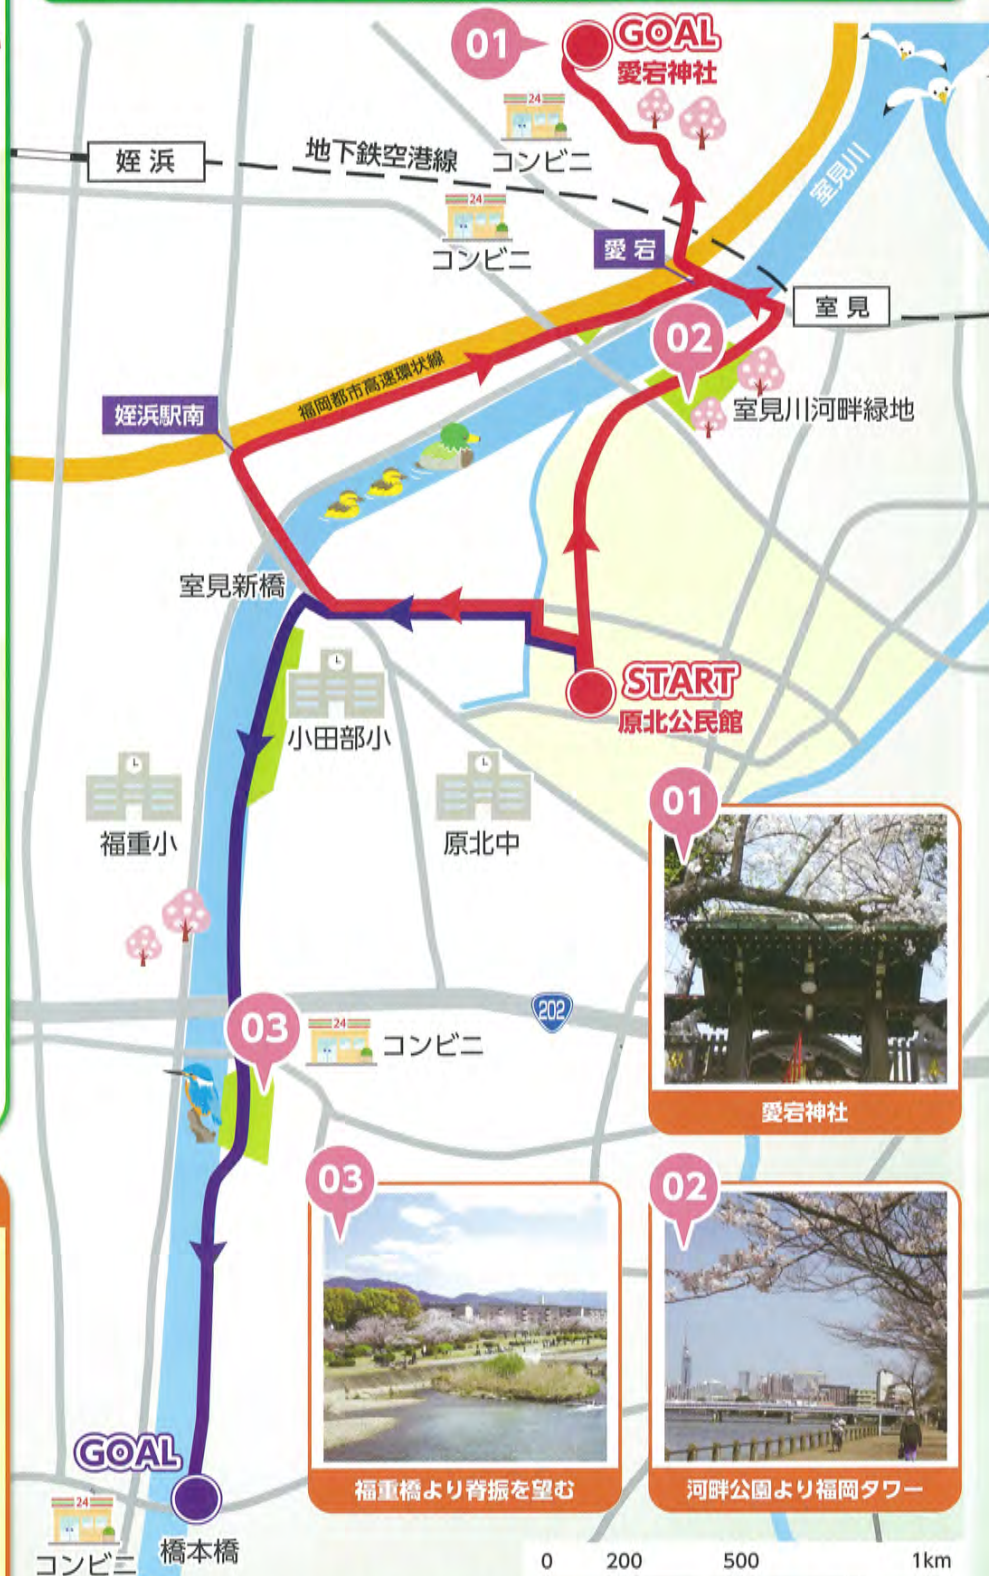 01
GOAL
愛宕神社
24
コンビニ
姪浜
地下鉄空港線
24
コンビニ
室見川
愛宕
室見
02
福岡都市高速環状線
姪浜駅南
室見川河畔緑地
室見新橋
START
原北公民館
小田部小
福重小
原北中
01
愛宕神社
202
03
24
コンビニ
03
福重橋より脊振を望む
02
河畔公園より福岡タワー
GOAL
24
コンビニ
橋本橋
0 200 500 1km